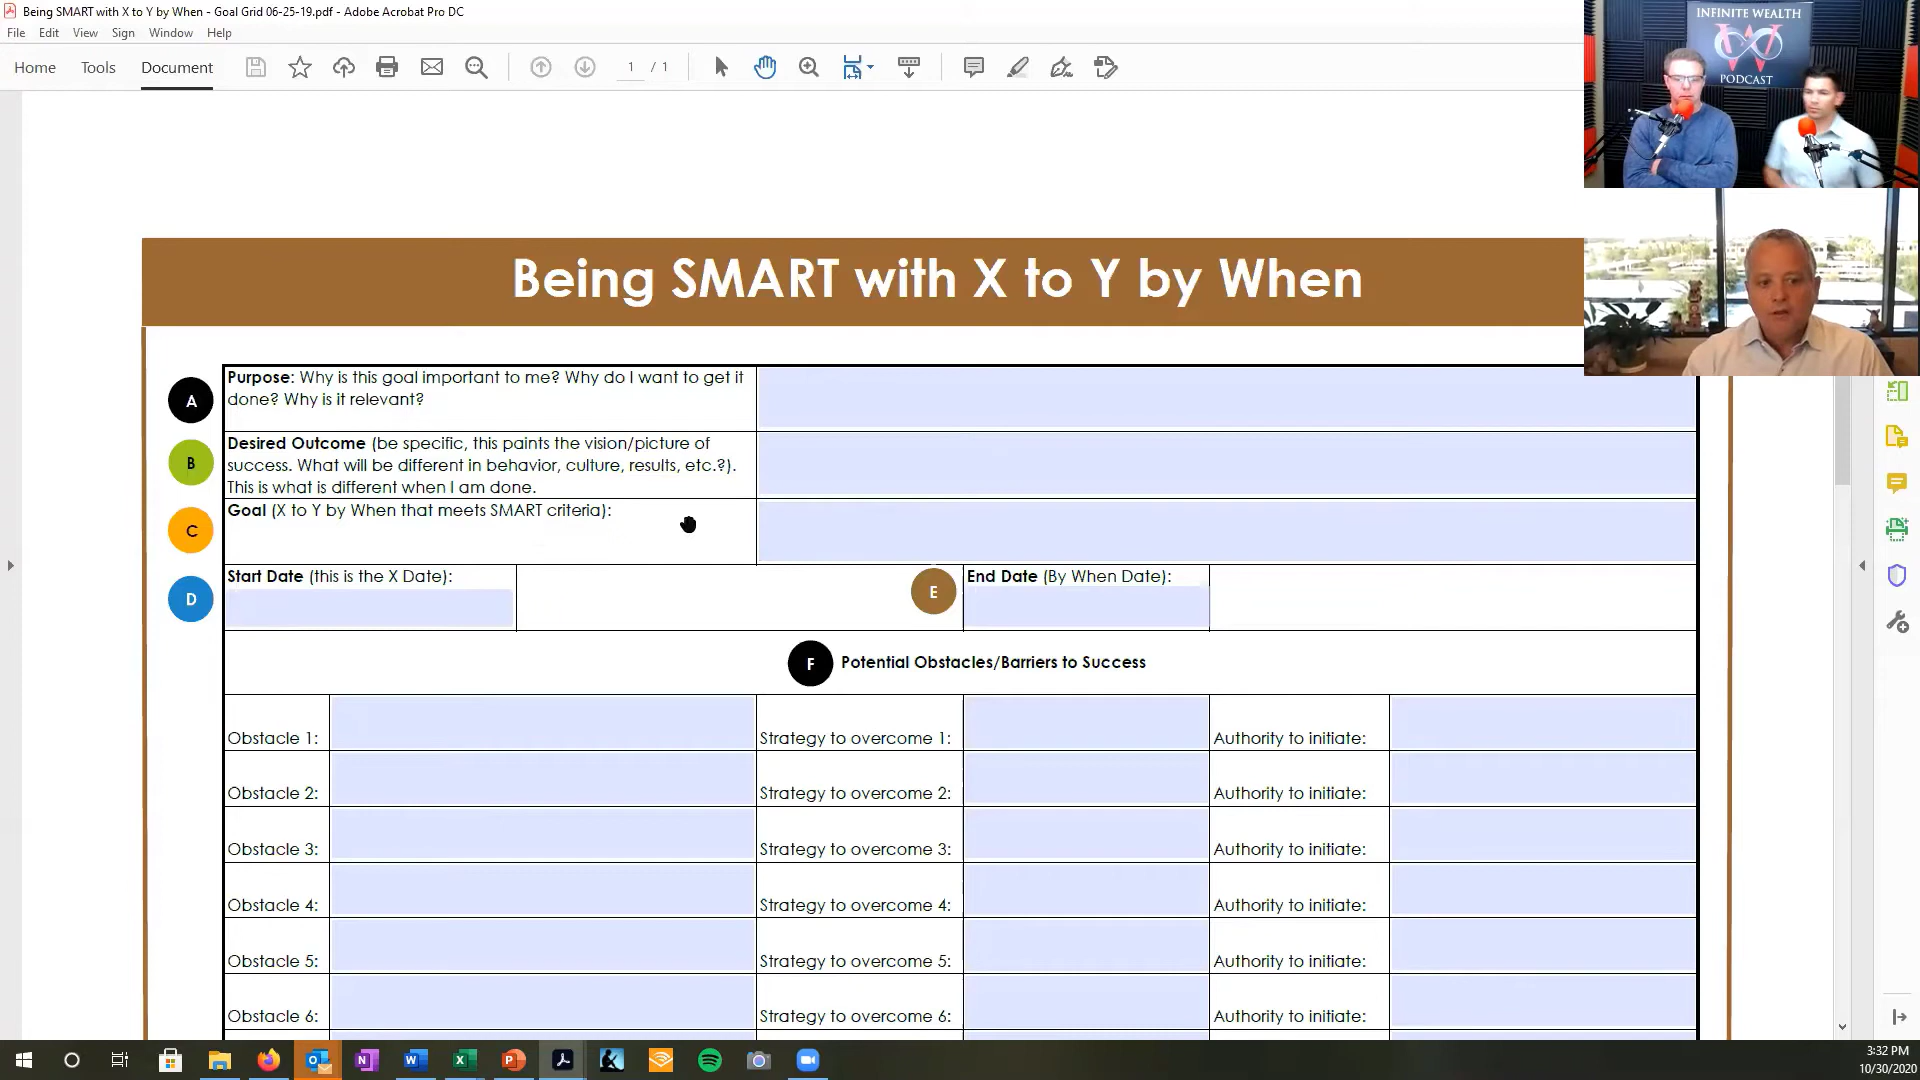 Being SMART with X to Y by When - Goal Grid 06-25-19.pdf - Adobe Acrobat Pro DC
File Edit View Sign Window Help
Home Tools Document 1 / 1
INFINITE WEALTH
PODCAST
Being SMART with X to Y by When
A
Purpose: Why is this goal important to me? Why do I want to get it
done? Why is it relevant?
B
Desired Outcome (be specific, this paints the vision/picture of
success. What will be different in behavior, culture, results, etc.?).
This is what is different when I am done.
C
Goal (X to Y by When that meets SMART criteria):
D
Start Date (this is the X Date):
E
End Date (By When Date):
F Potential Obstacles/Barriers to Success
Obstacle 1: Strategy to overcome 1: Authority to initiate:
Obstacle 2: Strategy to overcome 2: Authority to initiate:
Obstacle 3: Strategy to overcome 3: Authority to initiate:
Obstacle 4: Strategy to overcome 4: Authority to initiate:
Obstacle 5: Strategy to overcome 5: Authority to initiate:
Obstacle 6: Strategy to overcome 6: Authority to initiate:
3:32 PM
10/30/2020